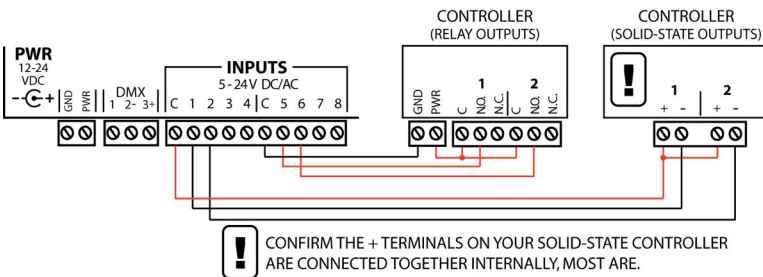 CONTROLLER
(RELAY OUTPUTS)
CONTROLLER
(SOLID-STATE OUTPUTS)
PWR
12-24
VDC
GND
PWR
DMX
1 2- 3+
INPUTS
5-24V DC/AC
C 1 2 3 4 C 5 6 7 8
1 2
GND
PWR
C
N.O.
N.C.
C
N.O.
N.C.
!
1 2
+ - + -
!
CONFIRM THE + TERMINALS ON YOUR SOLID-STATE CONTROLLER
ARE CONNECTED TOGETHER INTERNALLY, MOST ARE.